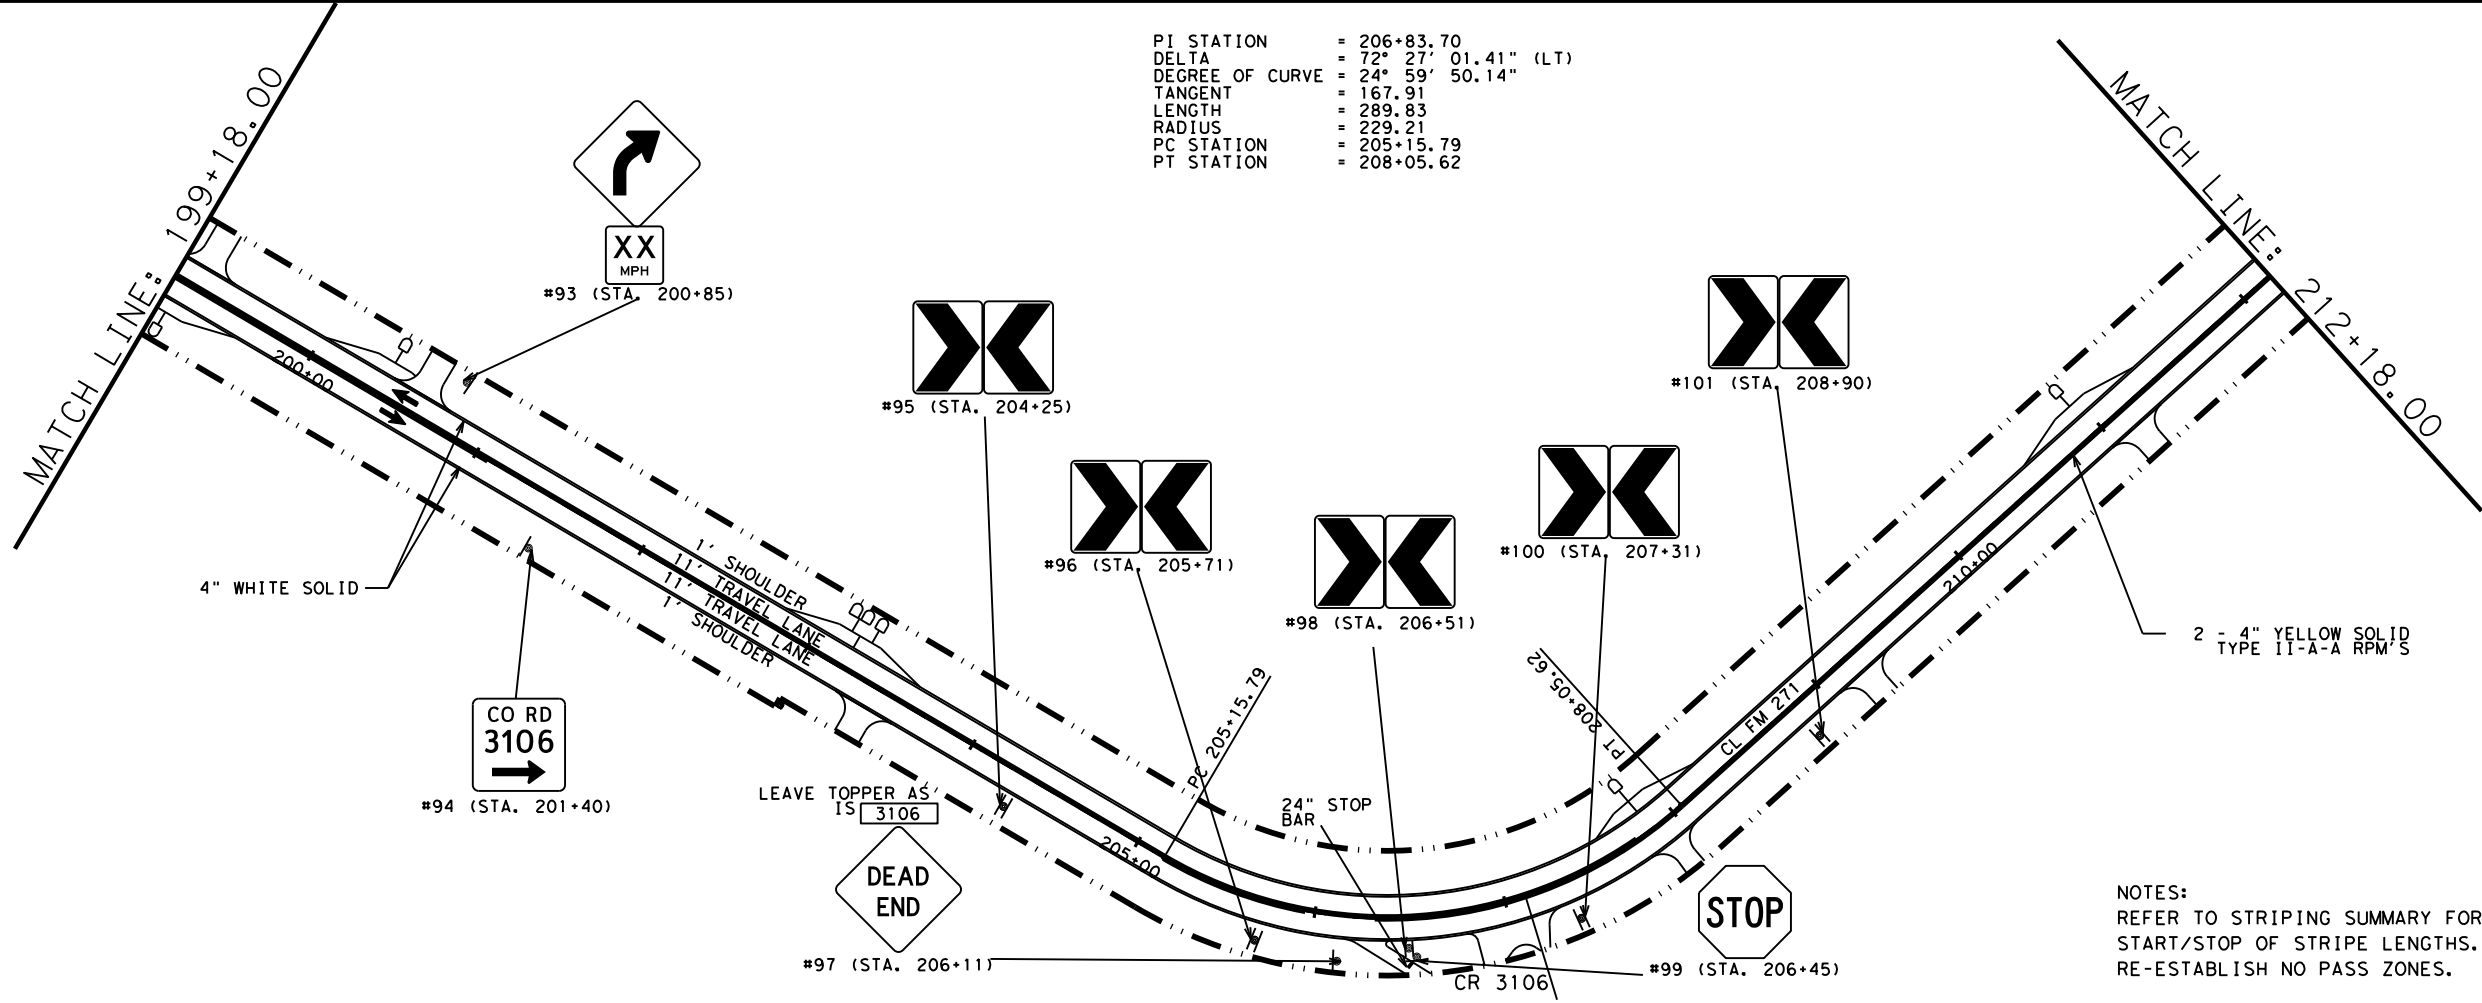 PI STATION = 206+83.70
DELTA = 72° 27' 01.41" (LT)
DEGREE OF CURVE = 24° 59' 50.14"
TANGENT = 167.91
LENGTH = 289.83
RADIUS = 229.21
PC STATION = 205+15.79
PT STATION = 208+05.62
MATCH LINE: 199+18.00
MATCH LINE: 212+18.00
XX
MPH
#93 (STA. 200+85)
200+00
#95 (STA. 204+25)
#101 (STA. 208+90)
#96 (STA. 205+71)
#100 (STA. 207+31)
#98 (STA. 206+51)
4" WHITE SOLID
1' SHOULDER
11' TRAVEL LANE
11' TRAVEL LANE
1' SHOULDER
210+00
2 - 4" YELLOW SOLID
TYPE II-A-A RPM'S
CO RD
3106
#94 (STA. 201+40)
PC 205+15.79
PT 208+05.62
CL FM 271
LEAVE TOPPER AS
IS 3106
24" STOP
BAR
205+00
DEAD
END
#97 (STA. 206+11)
STOP
#99 (STA. 206+45)
CR 3106
NOTES:
REFER TO STRIPING SUMMARY FOR
START/STOP OF STRIPE LENGTHS.
RE-ESTABLISH NO PASS ZONES.